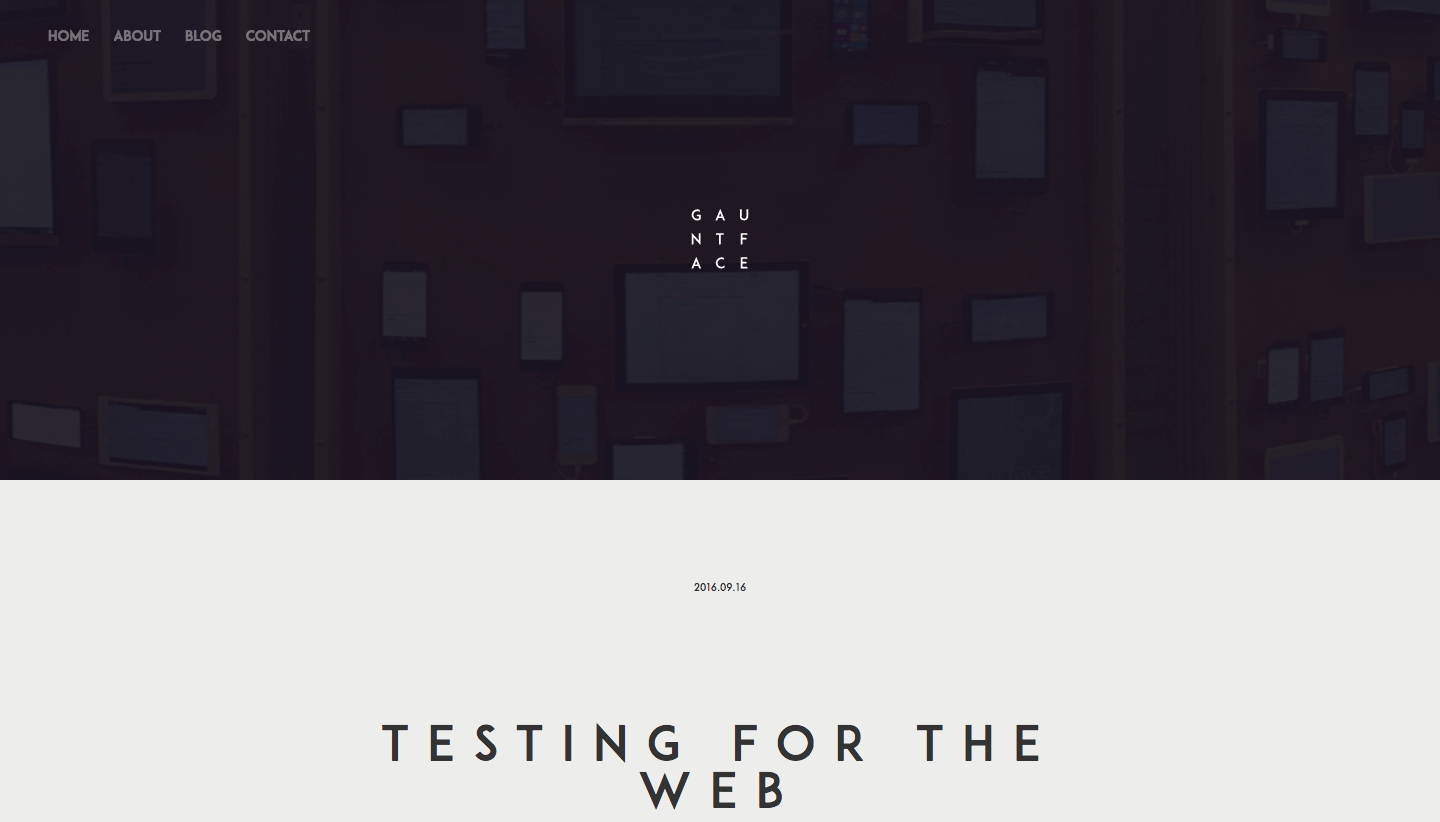 HOME ABOUT BLOG CONTACT
G A U
N T F
A C E
2016.09.16
TESTING FOR THE
WEB